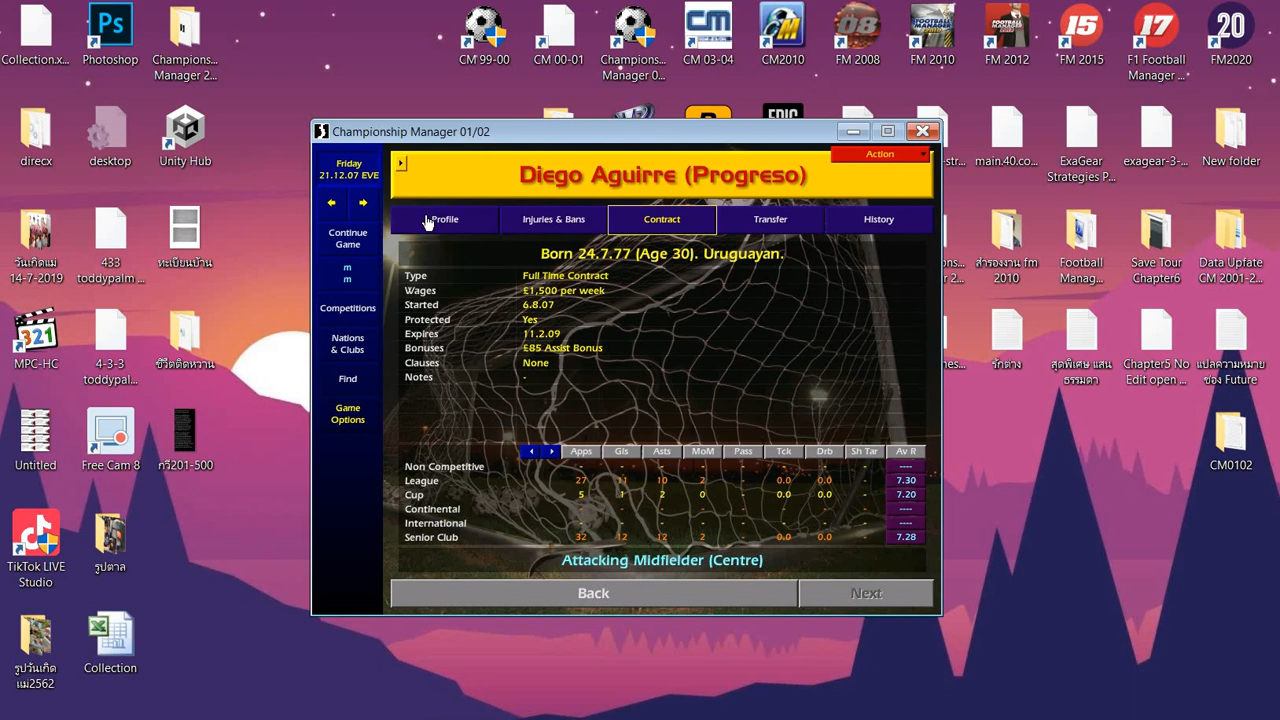 Collection.x...
Photoshop
Champions...
Manager 2...
CM 99-00
CM 00-01
Champions...
Manager 0...
CM 03-04
CM2010
FM 2008
FM 2010
FM 2012
FM 2015
F1 Football
Manager ...
FM2020
direcx
desktop
Unity Hub
main.40.co...
ExaGear
Strategies P...
exagear-3-...
New folder
วันเกิดแม่
14-7-2019
433
toddypalm...
ทะเบียนบ้าน
สำรองงาน fm
2010
Football
Manag...
Save Tour
Chapter6
Data Upfate
CM 2001-2...
MPC-HC
4-3-3
toddypal...
ชีวิตติดหวาน
รักต่าง
สุดพิเศษ แสน
ธรรมดา
Chapter5 No
Edit open ...
แปลความหมาย
ของ Future
Untitled
Free Cam 8
กวี201-500
CM0102
TikTok LIVE
Studio
รูปตาล
รูปวันเกิด
แม่2562
Collection
Championship Manager 01/02
Friday
21.12.07 EVE
Continue
Game
m
m
Competitions
Nations
& Clubs
Find
Game
Options
Action
Diego Aguirre (Progreso)
Profile
Injuries & Bans
Contract
Transfer
History
Born 24.7.77 (Age 30). Uruguayan.
Type Full Time Contract
Wages £1,500 per week
Started 6.8.07
Protected Yes
Expires 11.2.09
Bonuses £85 Assist Bonus
Clauses None
Notes -
Apps Gls Asts MoM Pass Tck Drb Sh Tar Av R
Non Competitive - - - - - - - - ----
League 27 11 10 2 - 0.0 0.0 - 7.30
Cup 5 1 2 0 - 0.0 0.0 - 7.20
Continental - - - - - - - - ----
International - - - - - - - - ----
Senior Club 32 12 12 2 - 0.0 0.0 - 7.28
Attacking Midfielder (Centre)
Back
Next